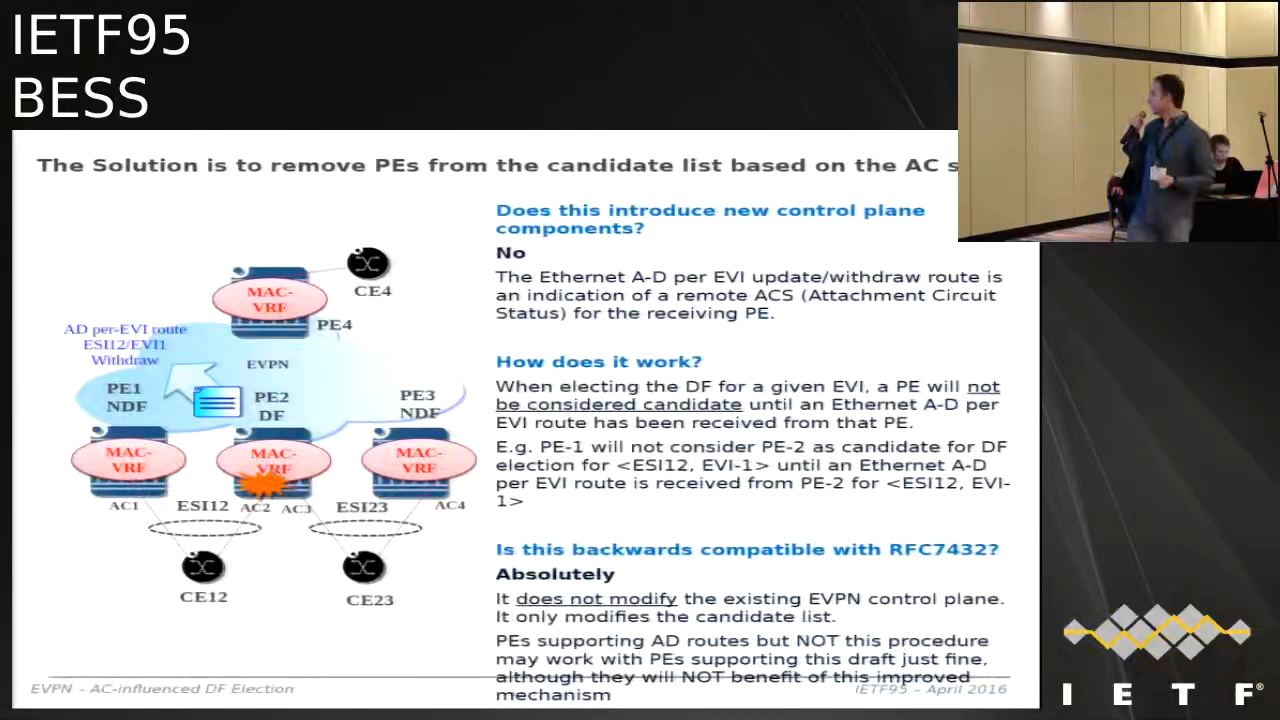 IETF95
BESS
The Solution is to remove PEs from the candidate list based on the AC s
Does this introduce new control plane
components?
No
The Ethernet A-D per EVI update/withdraw route is
an indication of a remote ACS (Attachment Circuit
Status) for the receiving PE.
How does it work?
When electing the DF for a given EVI, a PE will not
be considered candidate until an Ethernet A-D per
EVI route has been received from that PE.
E.g. PE-1 will not consider PE-2 as candidate for DF
election for <ESI12, EVI-1> until an Ethernet A-D
per EVI route is received from PE-2 for <ESI12, EVI-
1>
Is this backwards compatible with RFC7432?
Absolutely
It does not modify the existing EVPN control plane.
It only modifies the candidate list.
PEs supporting AD routes but NOT this procedure
may work with PEs supporting this draft just fine,
although they will NOT benefit of this improved
mechanism
MAC-
VRF
CE4
PE4
AD per-EVI route
ESI12/EVI1
Withdraw
EVPN
PE1
NDF
PE2
DF
PE3
NDF
MAC-
VRF
MAC-
VRF
MAC-
VRF
AC1
ESI12
AC2
AC3
ESI23
AC4
CE12
CE23
EVPN – AC-influenced DF Election
IETF95 – April 2016
I E T F®